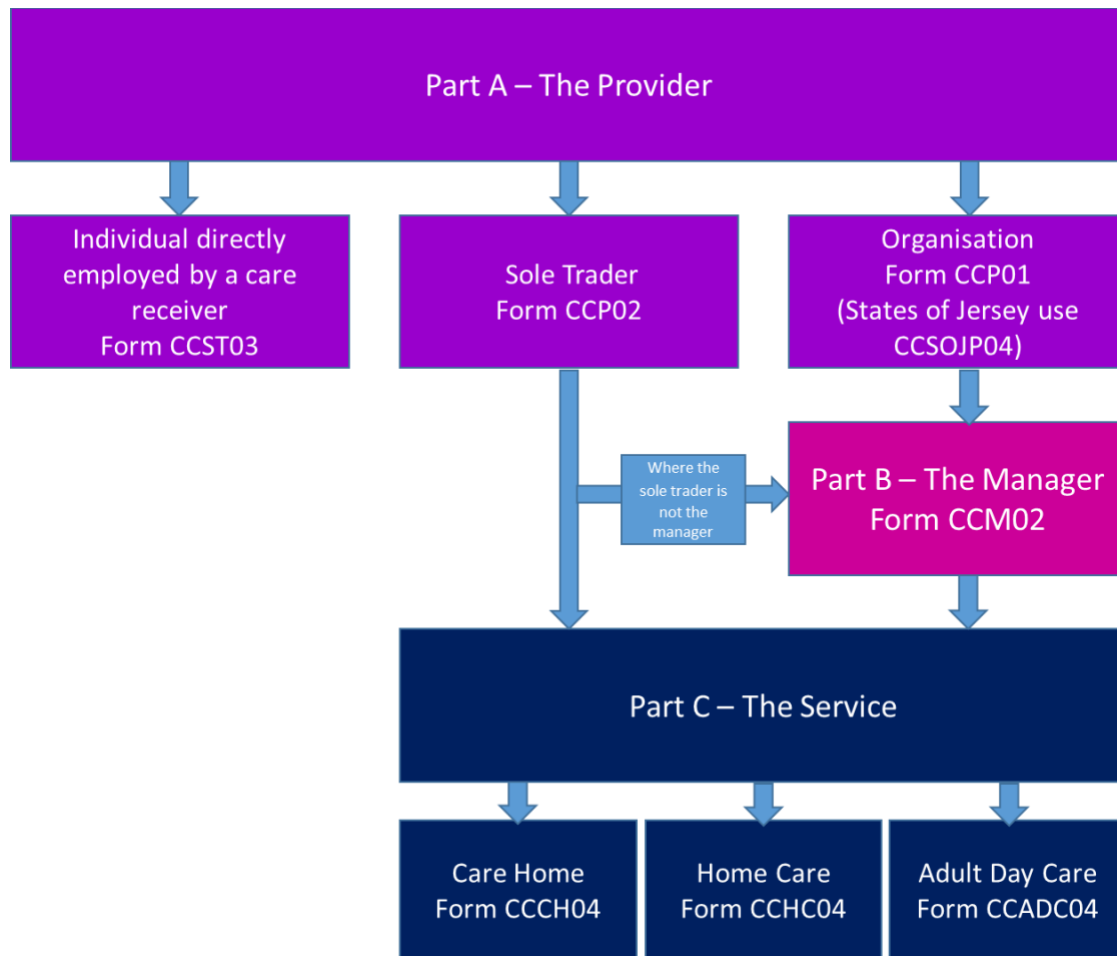 Part A – The Provider
Individual directly
employed by a care
receiver
Form CCST03
Sole Trader
Form CCP02
Organisation
Form CCP01
(States of Jersey use
CCSOJP04)
Where the
sole trader is
not the
manager
Part B – The Manager
Form CCM02
Part C – The Service
Care Home
Form CCCH04
Home Care
Form CCHC04
Adult Day Care
Form CCADC04